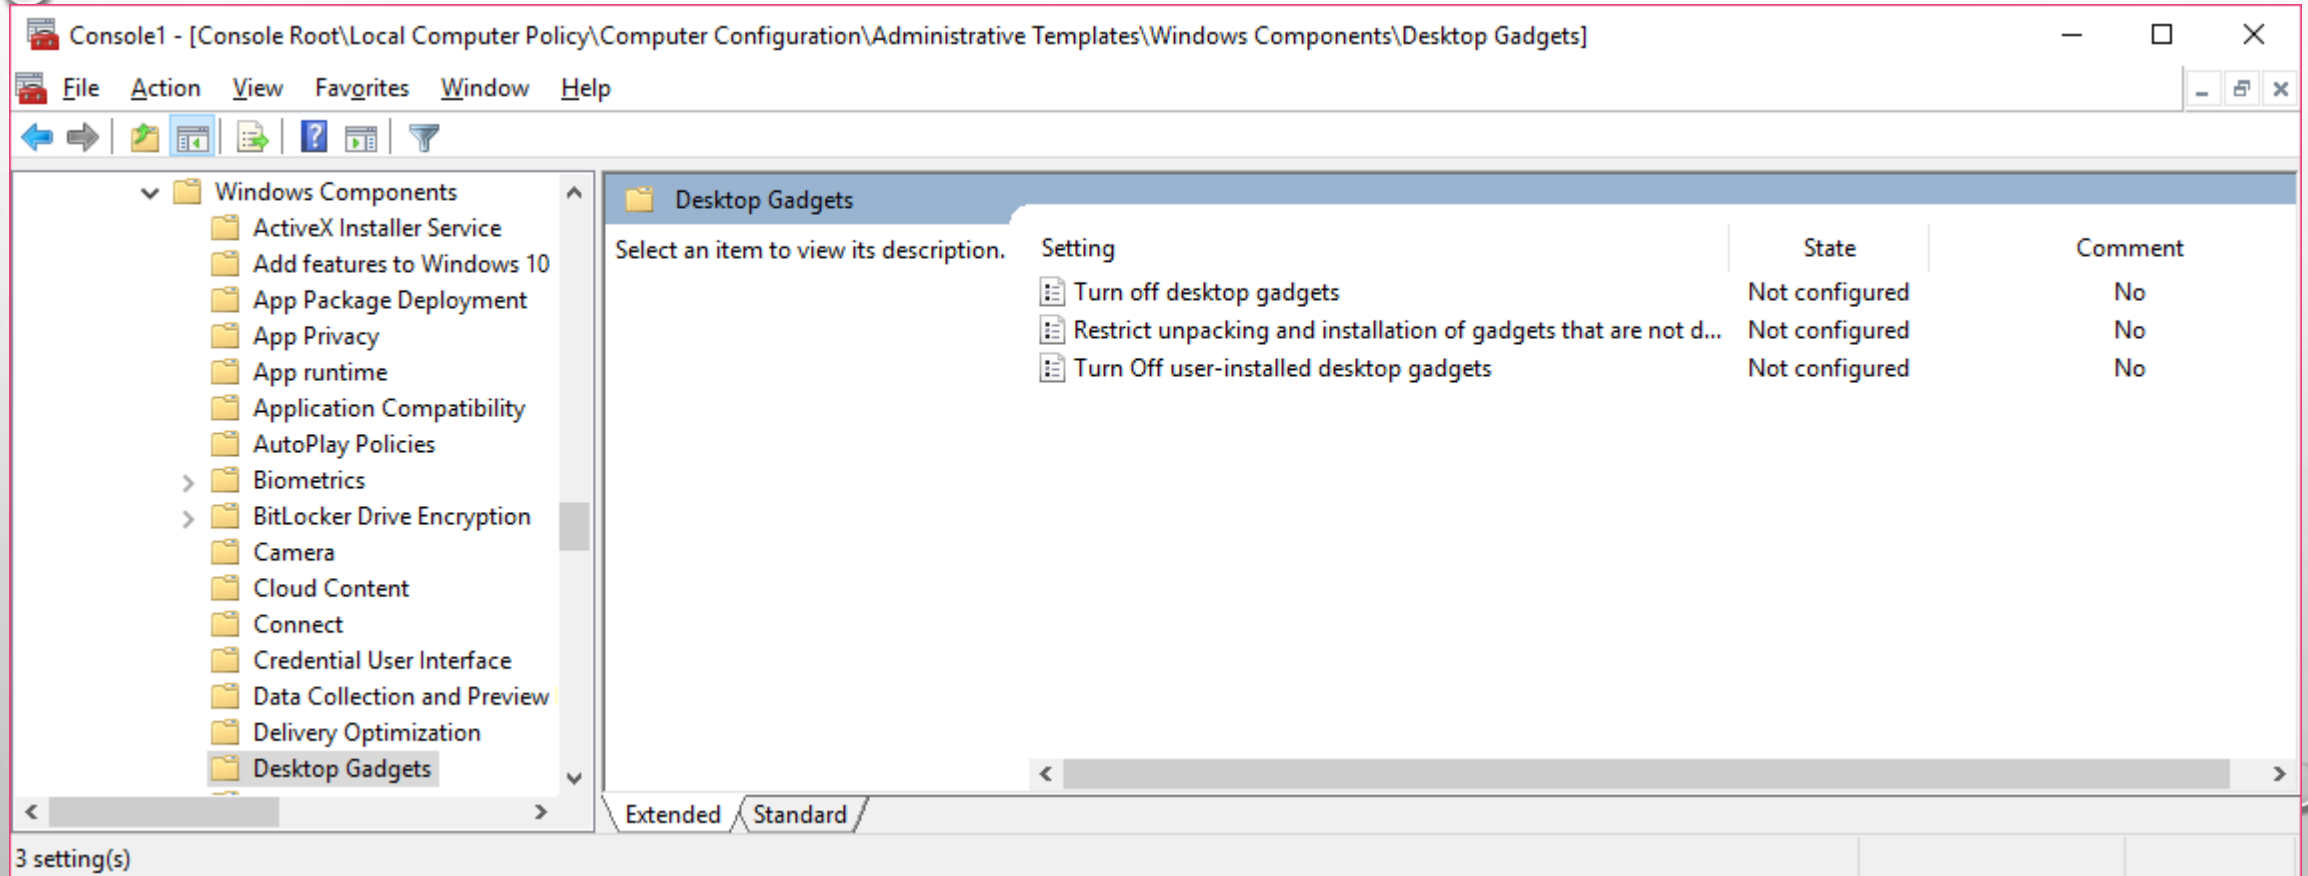 Console1 - [Console Root\Local Computer Policy\Computer Configuration\Administrative Templates\Windows Components\Desktop Gadgets]
File Action View Favorites Window Help
Windows Components
ActiveX Installer Service
Add features to Windows 10
App Package Deployment
App Privacy
App runtime
Application Compatibility
AutoPlay Policies
Biometrics
BitLocker Drive Encryption
Camera
Cloud Content
Connect
Credential User Interface
Data Collection and Preview
Delivery Optimization
Desktop Gadgets
Desktop Gadgets
Select an item to view its description.
Setting State Comment
Turn off desktop gadgets Not configured No
Restrict unpacking and installation of gadgets that are not d... Not configured No
Turn Off user-installed desktop gadgets Not configured No
Extended Standard
3 setting(s)